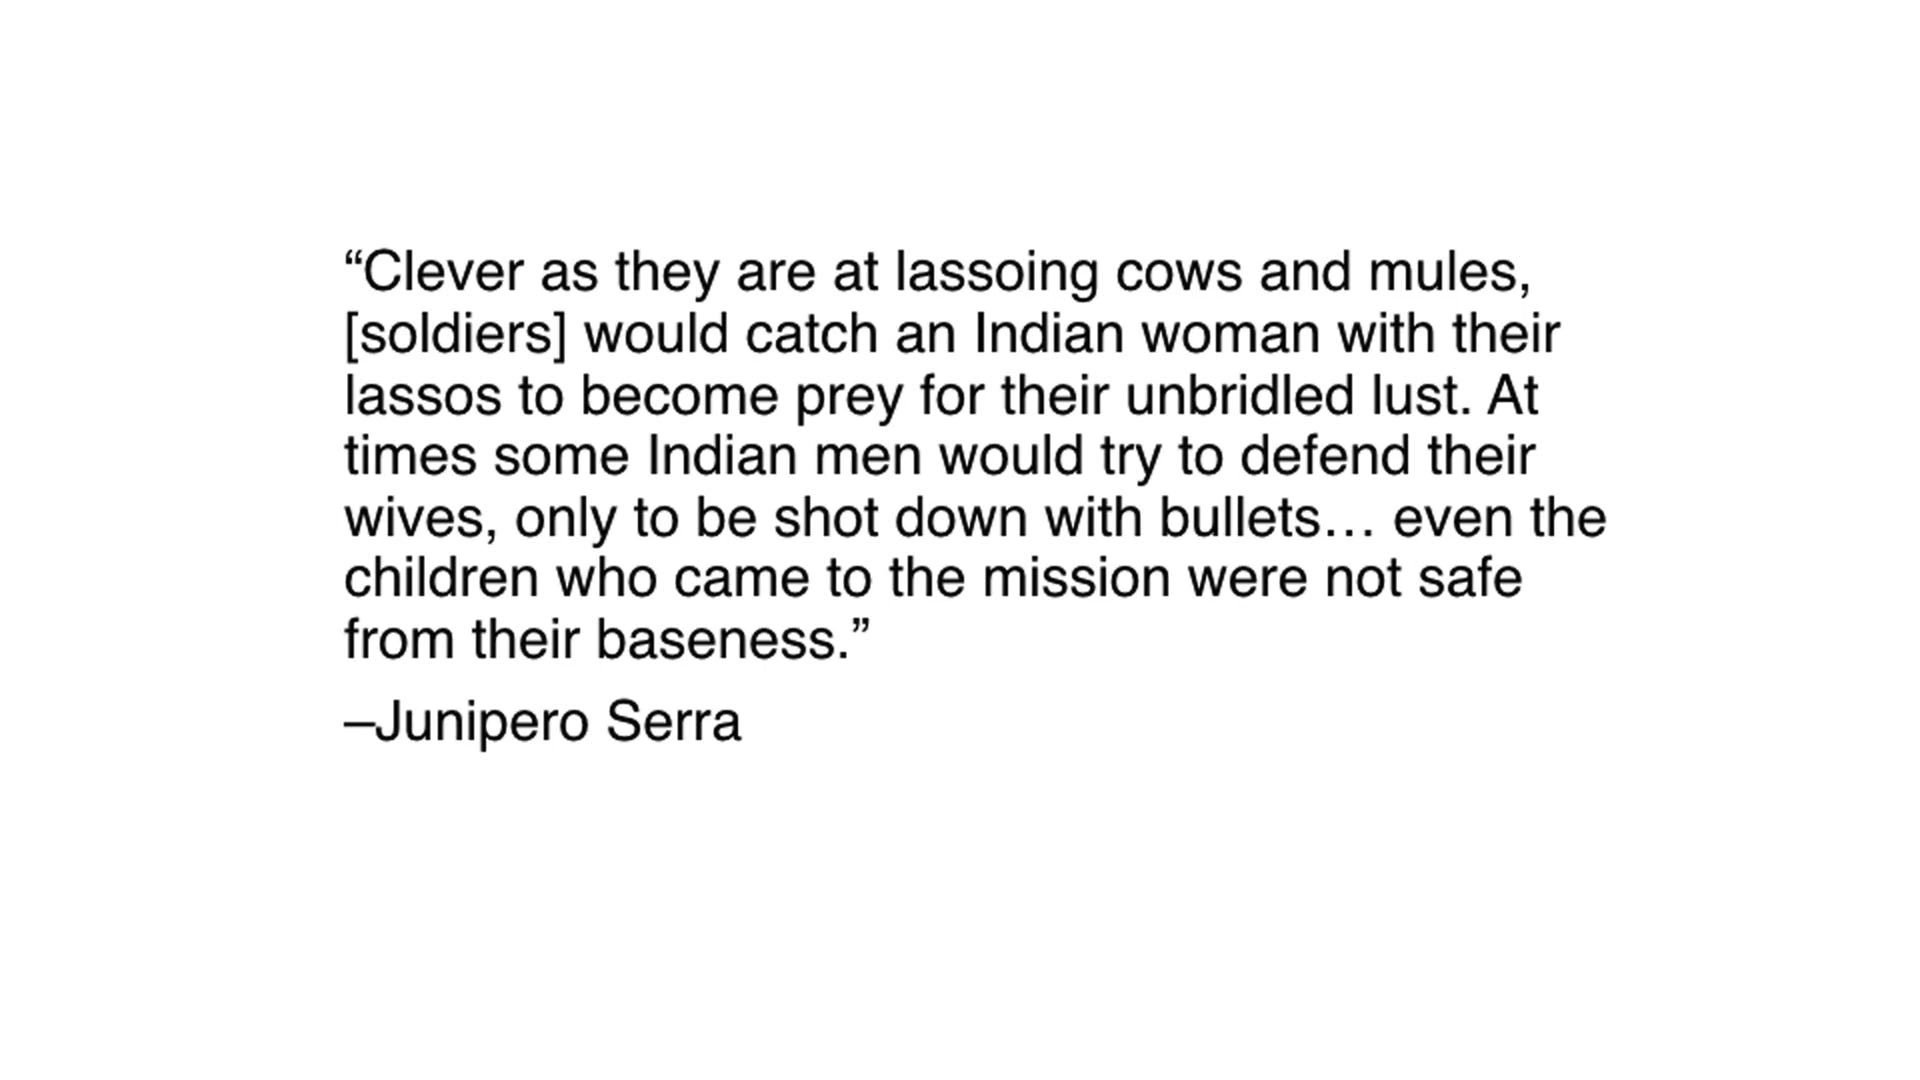 “Clever as they are at lassoing cows and mules,
[soldiers] would catch an Indian woman with their
lassos to become prey for their unbridled lust. At
times some Indian men would try to defend their
wives, only to be shot down with bullets… even the
children who came to the mission were not safe
from their baseness.”
–Junipero Serra